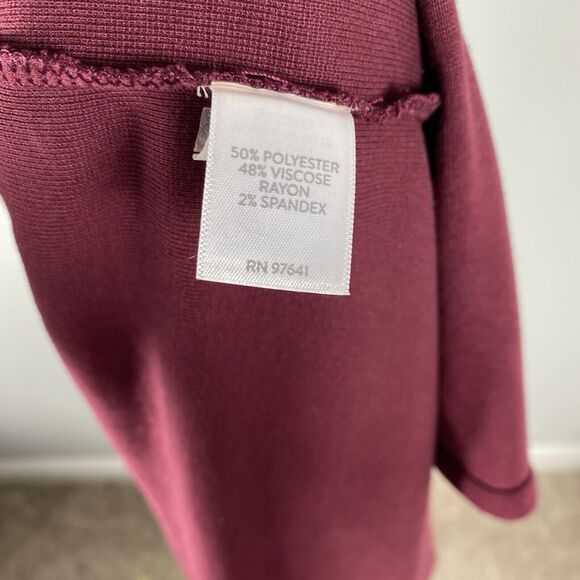 50% POLYESTER
48% VISCOSE
RAYON
2% SPANDEX
RN 97641